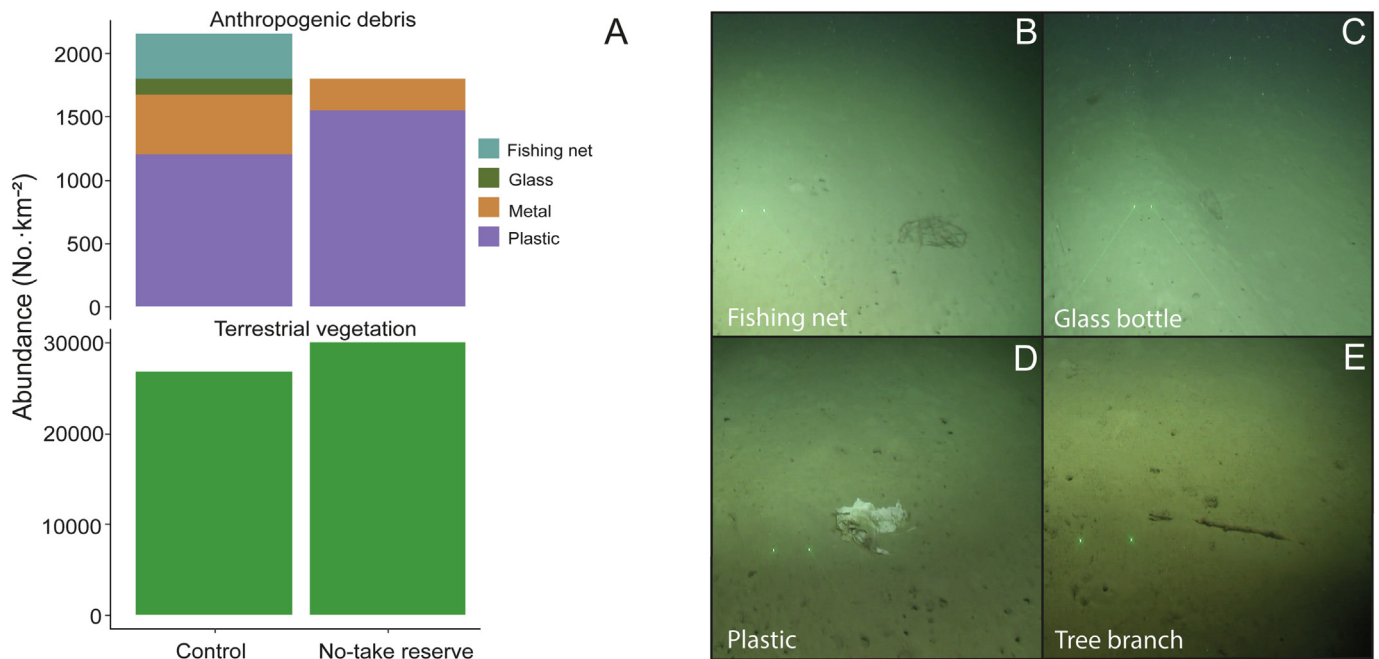 Anthropogenic debris
A
2000
1500
1000
500
0
Fishing net
Glass
Metal
Plastic
Abundance (No.·km⁻²)
Terrestrial vegetation
30000
20000
10000
0
Control
No-take reserve
B
Fishing net
C
Glass bottle
D
Plastic
E
Tree branch